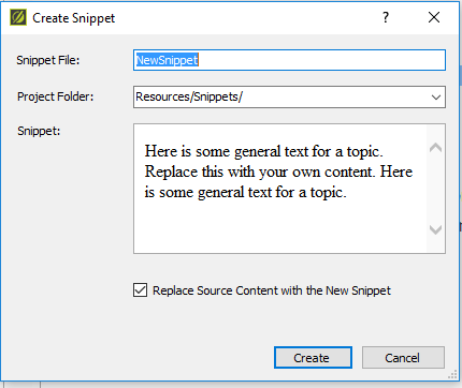 Create Snippet
?
Snippet File:
NewSnippet
Project Folder:
Resources/Snippets/
Snippet:
Here is some general text for a topic.
Replace this with your own content. Here
is some general text for a topic.
Replace Source Content with the New Snippet
Create
Cancel